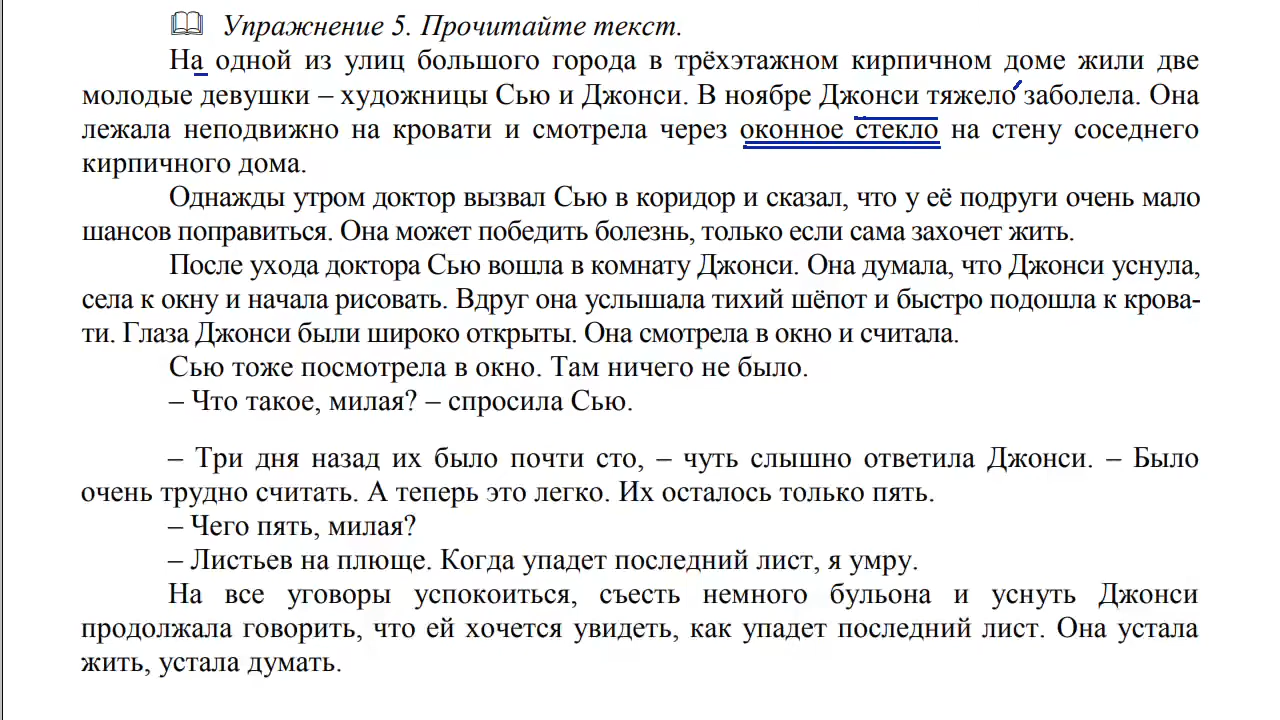 Упражнение 5. Прочитайте текст.
На одной из улиц большого города в трёхэтажном кирпичном доме жили две
молодые девушки – художницы Сью и Джонси. В ноябре Джонси тяжело заболела. Она
лежала неподвижно на кровати и смотрела через оконное стекло на стену соседнего
кирпичного дома.
Однажды утром доктор вызвал Сью в коридор и сказал, что у её подруги очень мало
шансов поправиться. Она может победить болезнь, только если сама захочет жить.
После ухода доктора Сью вошла в комнату Джонси. Она думала, что Джонси уснула,
села к окну и начала рисовать. Вдруг она услышала тихий шёпот и быстро подошла к крова-
ти. Глаза Джонси были широко открыты. Она смотрела в окно и считала.
Сью тоже посмотрела в окно. Там ничего не было.
– Что такое, милая? – спросила Сью.
– Три дня назад их было почти сто, – чуть слышно ответила Джонси. – Было
очень трудно считать. А теперь это легко. Их осталось только пять.
– Чего пять, милая?
– Листьев на плюще. Когда упадет последний лист, я умру.
На все уговоры успокоиться, съесть немного бульона и уснуть Джонси
продолжала говорить, что ей хочется увидеть, как упадет последний лист. Она устала
жить, устала думать.